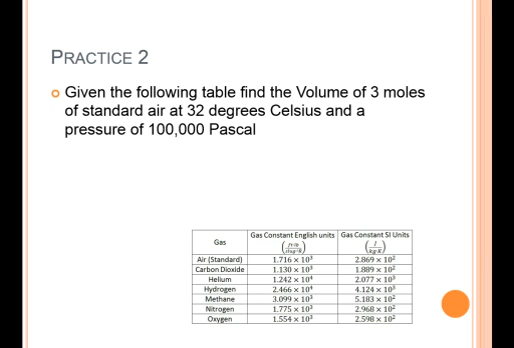 PRACTICE 2
Given the following table find the Volume of 3 moles
of standard air at 32 degrees Celsius and a
pressure of 100,000 Pascal
Gas Gas Constant English units (ft·lb/slug·R) Gas Constant SI Units (J/kg·K)
Air (Standard) 1.716 × 10³ 2.869 × 10²
Carbon Dioxide 1.130 × 10³ 1.889 × 10²
Helium 1.242 × 10⁴ 2.077 × 10³
Hydrogen 2.466 × 10⁴ 4.124 × 10³
Methane 3.099 × 10³ 5.183 × 10²
Nitrogen 1.775 × 10³ 2.968 × 10²
Oxygen 1.554 × 10³ 2.598 × 10²